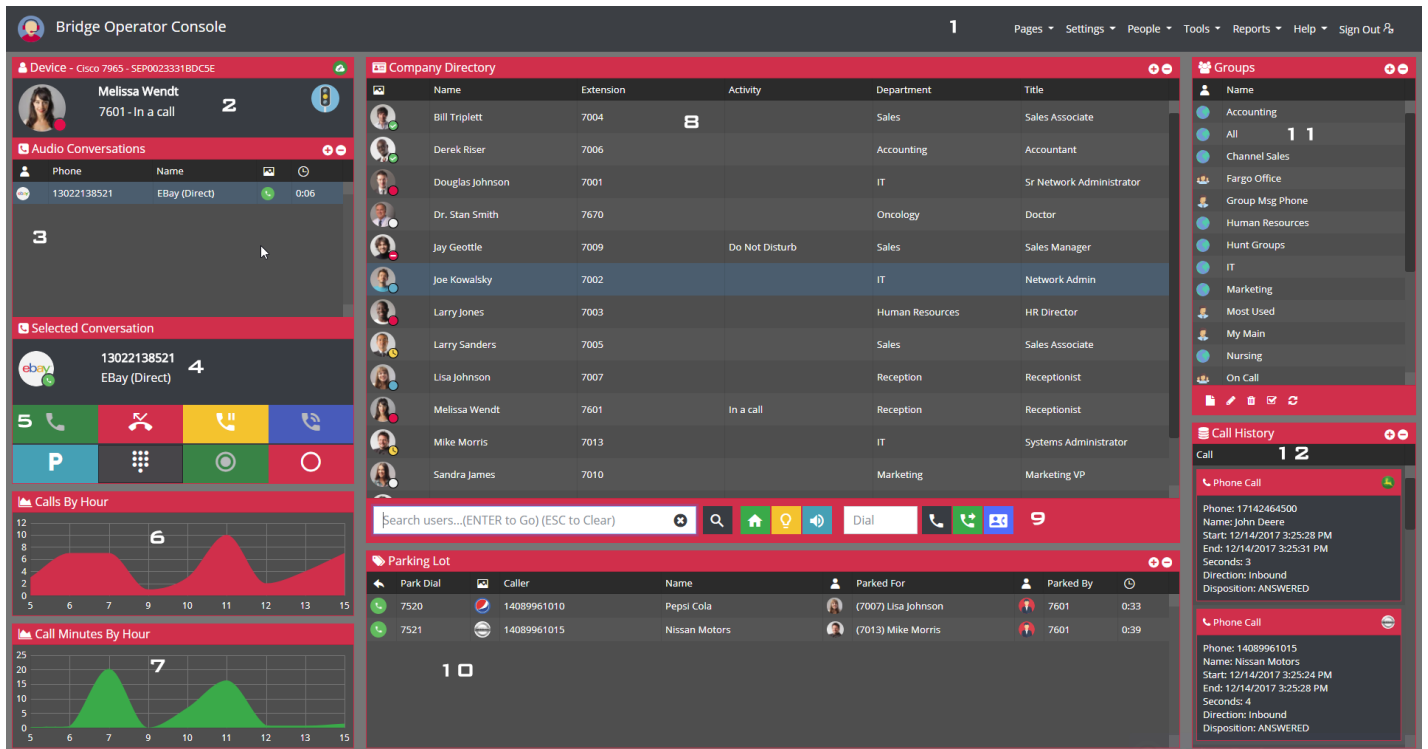 Bridge Operator Console
1
Pages Settings People Tools Reports Help Sign Out
Device - Cisco 7965 - SEP0023331BDC5E
Melissa Wendt
7601 - In a call
2
Audio Conversations
Phone Name
ebay 13022138521 EBay (Direct) 0:06
3
Selected Conversation
ebay
13022138521
EBay (Direct)
4
5
P
Calls By Hour
12
10
8
6
4
2
0
6
5 6 7 9 10 11 12 13 15
Call Minutes By Hour
25
20
15
10
5
0
7
5 6 7 9 10 11 12 13 15
Company Directory
Name Extension Activity Department Title
Bill Triplett 7004 Sales Sales Associate
8
Derek Riser 7006 Accounting Accountant
Douglas Johnson 7001 IT Sr Network Administrator
Dr. Stan Smith 7670 Oncology Doctor
Jay Geottle 7009 Do Not Disturb Sales Sales Manager
Joe Kowalsky 7002 IT Network Admin
Larry Jones 7003 Human Resources HR Director
Larry Sanders 7005 Sales Sales Associate
Lisa Johnson 7007 Reception Receptionist
Melissa Wendt 7601 In a call Reception Receptionist
Mike Morris 7013 IT Systems Administrator
Sandra James 7010 Marketing Marketing VP
Search users...(ENTER to Go) (ESC to Clear) Dial 9
Parking Lot
Park Dial Caller Name Parked For Parked By
7520 14089961010 Pepsi Cola (7007) Lisa Johnson 7601 0:33
7521 14089961015 Nissan Motors (7013) Mike Morris 7601 0:39
10
Groups
Name
Accounting
All
11
Channel Sales
Fargo Office
Group Msg Phone
Human Resources
Hunt Groups
IT
Marketing
Most Used
My Main
Nursing
On Call
Call History
Call 12
Phone Call
Phone: 17142464500
Name: John Deere
Start: 12/14/2017 3:25:28 PM
End: 12/14/2017 3:25:31 PM
Seconds: 3
Direction: Inbound
Disposition: ANSWERED
Phone Call
Phone: 14089961015
Name: Nissan Motors
Start: 12/14/2017 3:25:24 PM
End: 12/14/2017 3:25:28 PM
Seconds: 4
Direction: Inbound
Disposition: ANSWERED